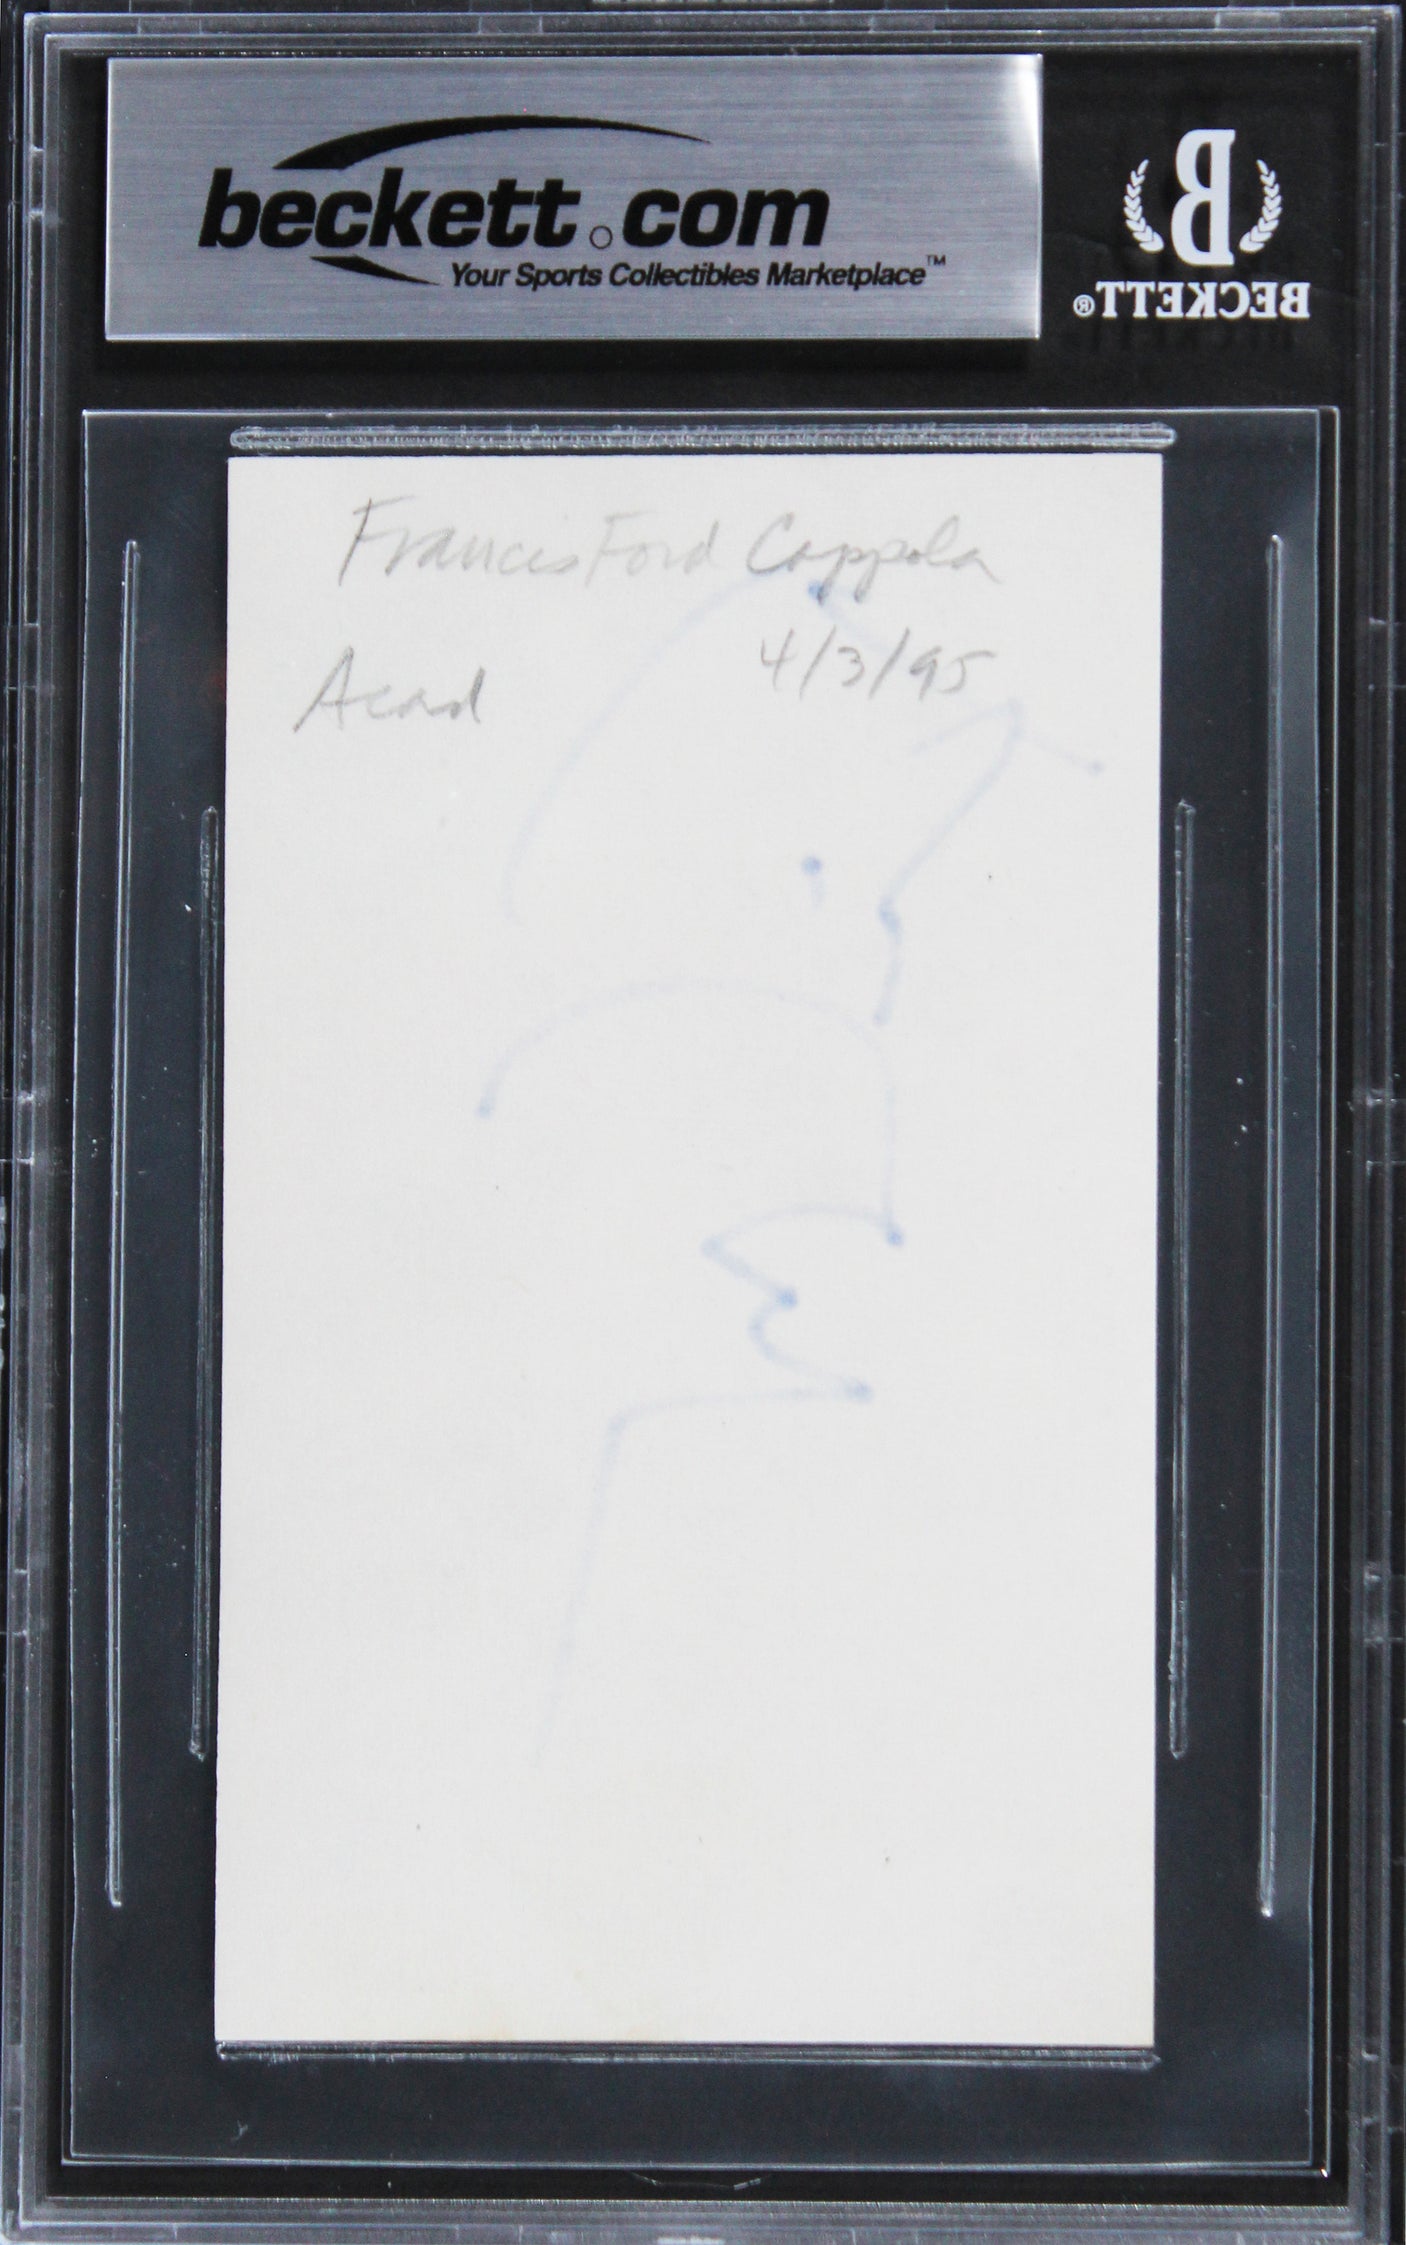 beckett.com
Your Sports Collectibles Marketplace™
B
BECKETT®
Francis Ford Coppola
4/3/95
Acad